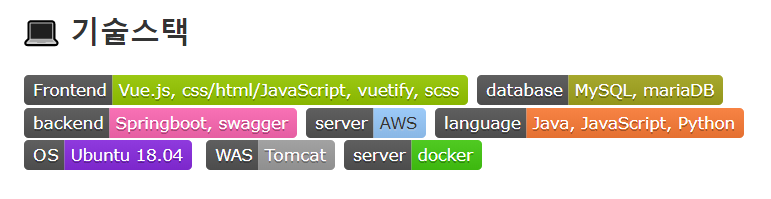 기술스택
Frontend Vue.js, css/html/JavaScript, vuetify, scss database MySQL, mariaDB
backend Springboot, swagger server AWS language Java, JavaScript, Python
OS Ubuntu 18.04 WAS Tomcat server docker